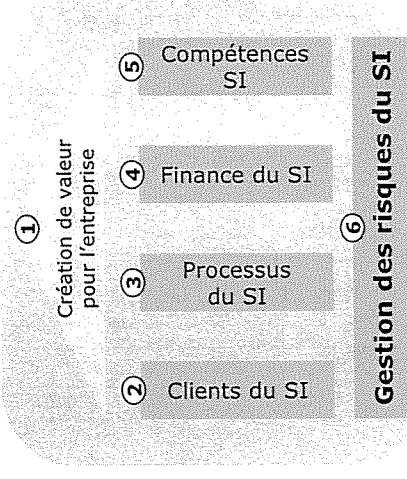 ①
Création de valeur
pour l'entreprise
②
Clients du SI
③
Processus
du SI
④
Finance du SI
⑤
Compétences
SI
⑥
Gestion des risques du SI